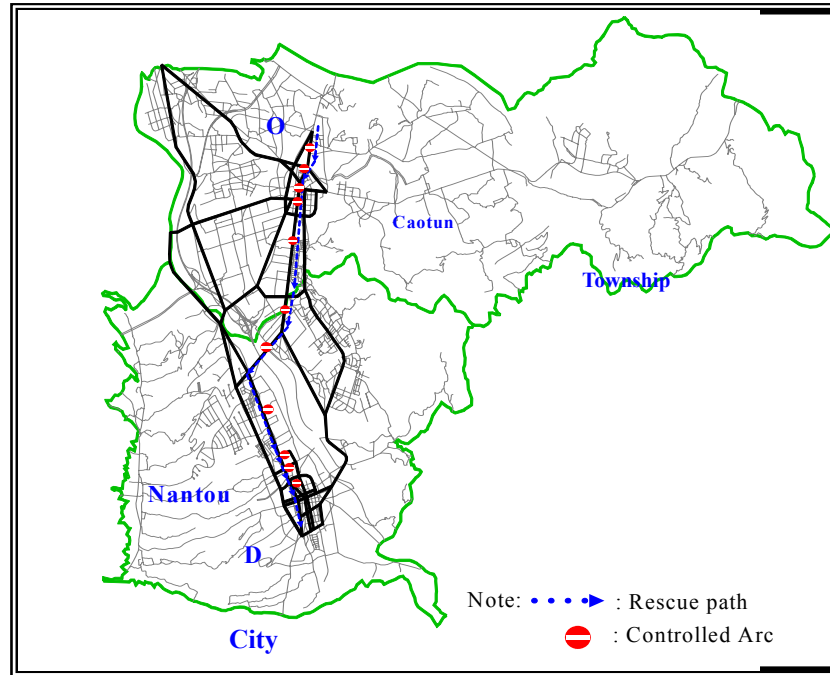 O
Caotun
Township
Nantou
D
City
Note: : Rescue path
: Controlled Arc